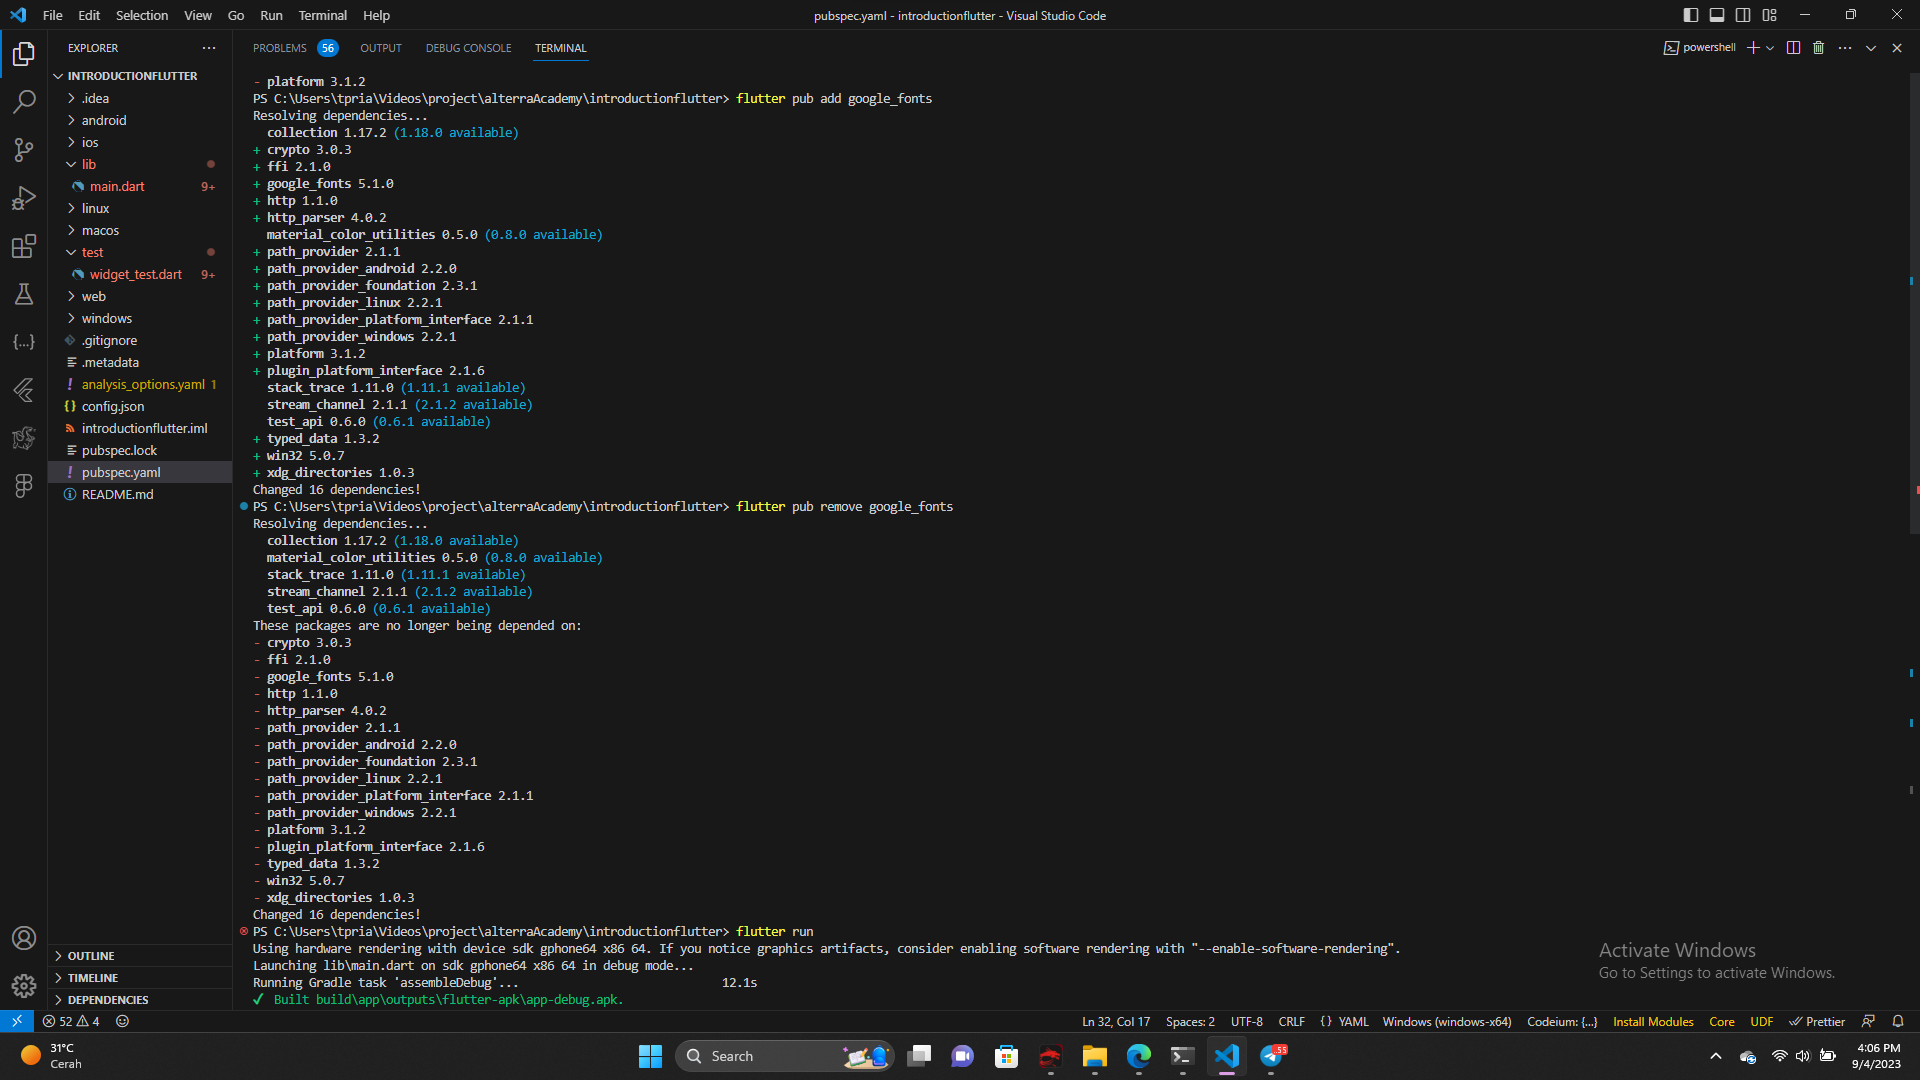 File Edit Selection View Go Run Terminal Help
pubspec.yaml - introductionflutter - Visual Studio Code
EXPLORER
INTRODUCTIONFLUTTER
.idea
android
ios
lib
main.dart 9+
linux
macos
test
widget_test.dart 9+
web
windows
.gitignore
.metadata
! analysis_options.yaml 1
{} config.json
introductionflutter.iml
pubspec.lock
! pubspec.yaml
README.md
OUTLINE
TIMELINE
DEPENDENCIES
PROBLEMS 56 OUTPUT DEBUG CONSOLE TERMINAL
powershell
- platform 3.1.2
PS C:\Users\tpria\Videos\project\alterraAcademy\introductionflutter> flutter pub add google_fonts
Resolving dependencies...
collection 1.17.2 (1.18.0 available)
+ crypto 3.0.3
+ ffi 2.1.0
+ google_fonts 5.1.0
+ http 1.1.0
+ http_parser 4.0.2
material_color_utilities 0.5.0 (0.8.0 available)
+ path_provider 2.1.1
+ path_provider_android 2.2.0
+ path_provider_foundation 2.3.1
+ path_provider_linux 2.2.1
+ path_provider_platform_interface 2.1.1
+ path_provider_windows 2.2.1
+ platform 3.1.2
+ plugin_platform_interface 2.1.6
stack_trace 1.11.0 (1.11.1 available)
stream_channel 2.1.1 (2.1.2 available)
test_api 0.6.0 (0.6.1 available)
+ typed_data 1.3.2
+ win32 5.0.7
+ xdg_directories 1.0.3
Changed 16 dependencies!
PS C:\Users\tpria\Videos\project\alterraAcademy\introductionflutter> flutter pub remove google_fonts
Resolving dependencies...
collection 1.17.2 (1.18.0 available)
material_color_utilities 0.5.0 (0.8.0 available)
stack_trace 1.11.0 (1.11.1 available)
stream_channel 2.1.1 (2.1.2 available)
test_api 0.6.0 (0.6.1 available)
These packages are no longer being depended on:
- crypto 3.0.3
- ffi 2.1.0
- google_fonts 5.1.0
- http 1.1.0
- http_parser 4.0.2
- path_provider 2.1.1
- path_provider_android 2.2.0
- path_provider_foundation 2.3.1
- path_provider_linux 2.2.1
- path_provider_platform_interface 2.1.1
- path_provider_windows 2.2.1
- platform 3.1.2
- plugin_platform_interface 2.1.6
- typed_data 1.3.2
- win32 5.0.7
- xdg_directories 1.0.3
Changed 16 dependencies!
PS C:\Users\tpria\Videos\project\alterraAcademy\introductionflutter> flutter run
Using hardware rendering with device sdk gphone64 x86 64. If you notice graphics artifacts, consider enabling software rendering with "--enable-software-rendering".
Launching lib\main.dart on sdk gphone64 x86 64 in debug mode...
Running Gradle task 'assembleDebug'... 12.1s
✓ Built build\app\outputs\flutter-apk\app-debug.apk.
Activate Windows
Go to Settings to activate Windows.
52 4
Ln 32, Col 17 Spaces: 2 UTF-8 CRLF {} YAML Windows (windows-x64) Codeium: {...} Install Modules Core UDF Prettier
31°C
Cerah
Search
55
4:06 PM
9/4/2023